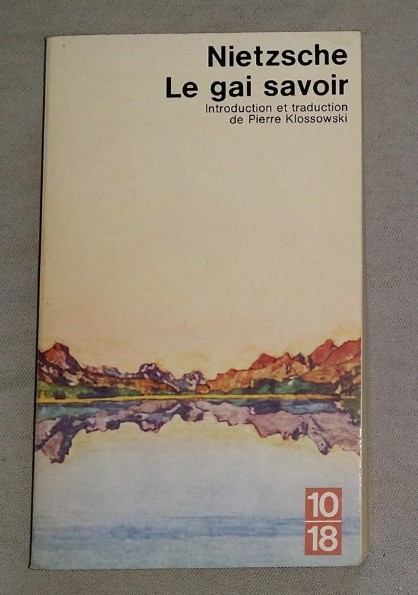 Nietzsche
Le gai savoir
Introduction et traduction
de Pierre Klossowski
10
18